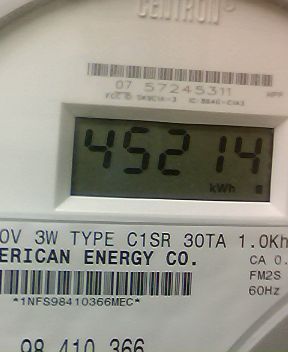 CENTRON®
07 57245311
45214
kWh
0V 3W TYPE C1SR 30TA 1.0Kh
ERICAN ENERGY CO.
CA 0.
FM2S
60Hz
*1NFS98410366MEC*
98 410 366